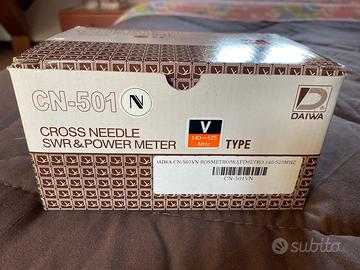 CN-501 N
DAIWA
V
140~525
MHz
CROSS NEEDLE
SWR & POWER METER
TYPE
DAIWA CN-501VN ROSMETRO/WATTMETRO 140-525MHZ
CN-501VN
subito